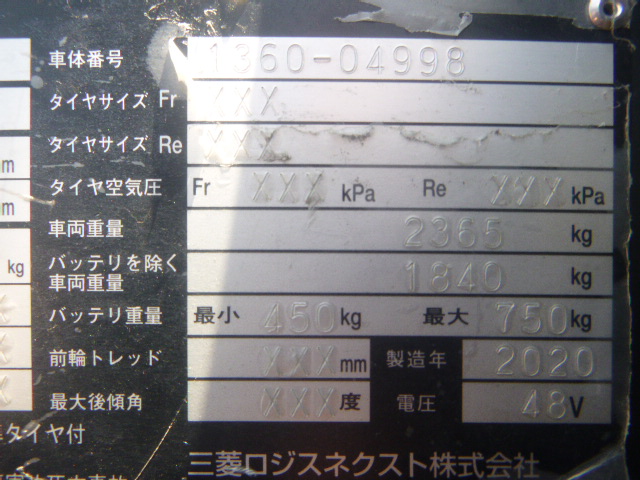 車体番号 1360-04998
タイヤサイズ Fr XXX
タイヤサイズ Re XXX
m
タイヤ空気圧 Fr XXX kPa Re XXX kPa
m
車両重量 2365 kg
kg バッテリを除く車両重量 1840 kg
バッテリ重量 最小 450 kg 最大 750 kg
前輪トレッド XXX mm 製造年 2020
最大後傾角 XXX 度 電圧 48 V
タイヤ付
三菱ロジスネクスト株式会社